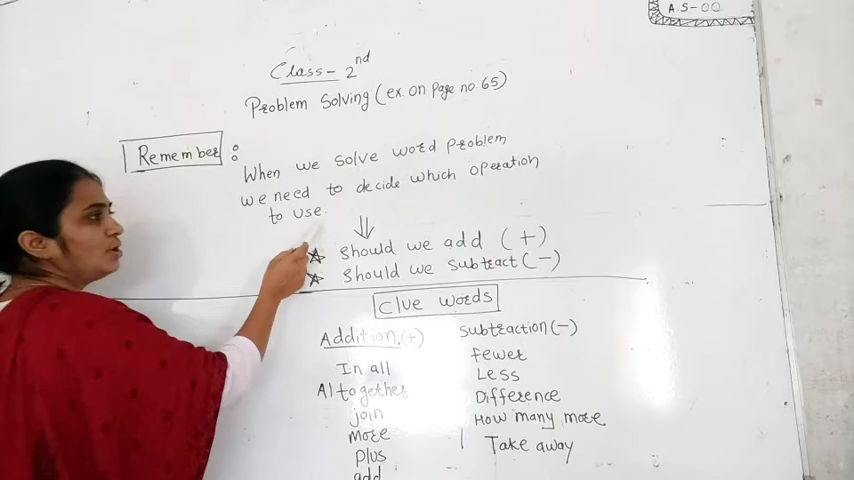 A.S-00
Class- 2nd
Problem Solving (ex. on page no. 65)
Remember :
When we solve word problem
we need to decide which operation
to use.
should we add (+)
should we subtract (-)
Clue words
Addition (+)
In all
Altogether
join
more
plus
add
subtraction (-)
fewer
Less
Difference
How many more
Take away